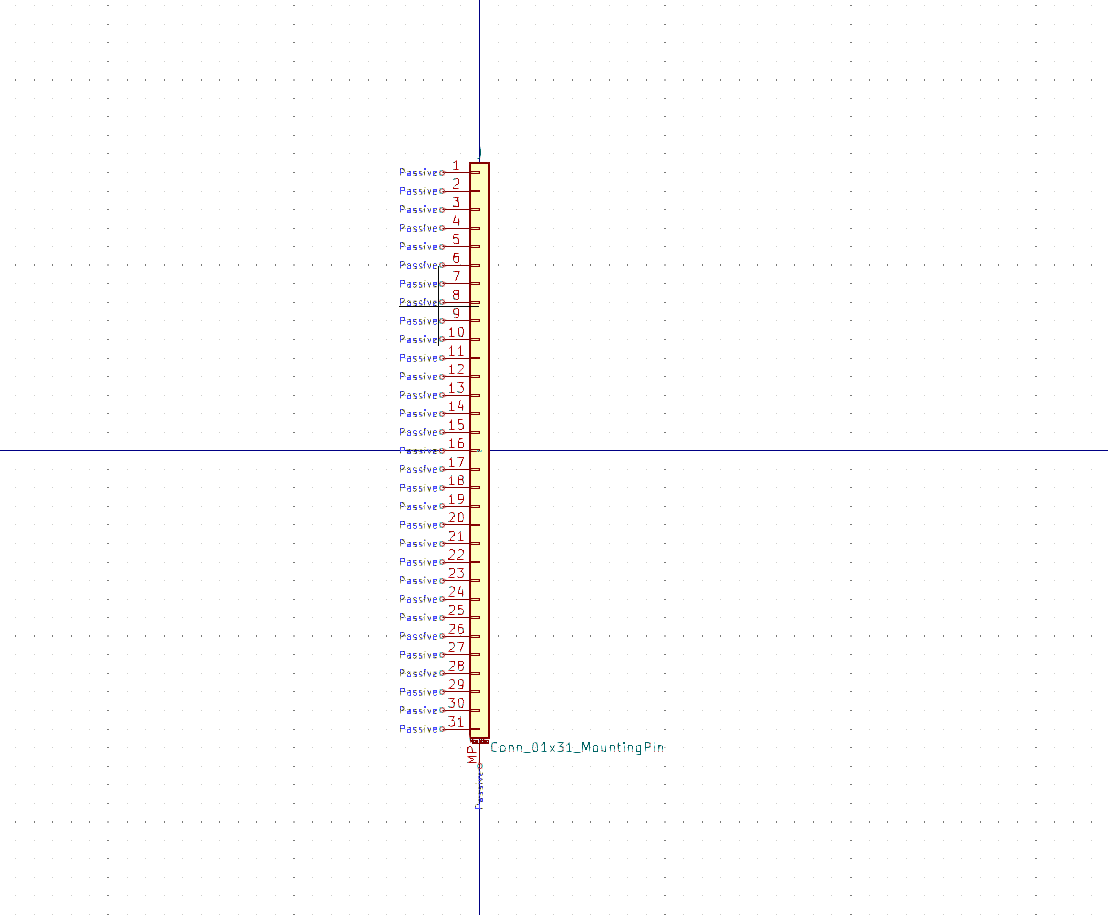 J
Passive 1
Passive 2
Passive 3
Passive 4
Passive 5
Passive 6
Passive 7
Passive 8
Passive 9
Passive 10
Passive 11
Passive 12
Passive 13
Passive 14
Passive 15
Passive 16
Passive 17
Passive 18
Passive 19
Passive 20
Passive 21
Passive 22
Passive 23
Passive 24
Passive 25
Passive 26
Passive 27
Passive 28
Passive 29
Passive 30
Passive 31
Conn_01x31_MountingPin
MP
Passive